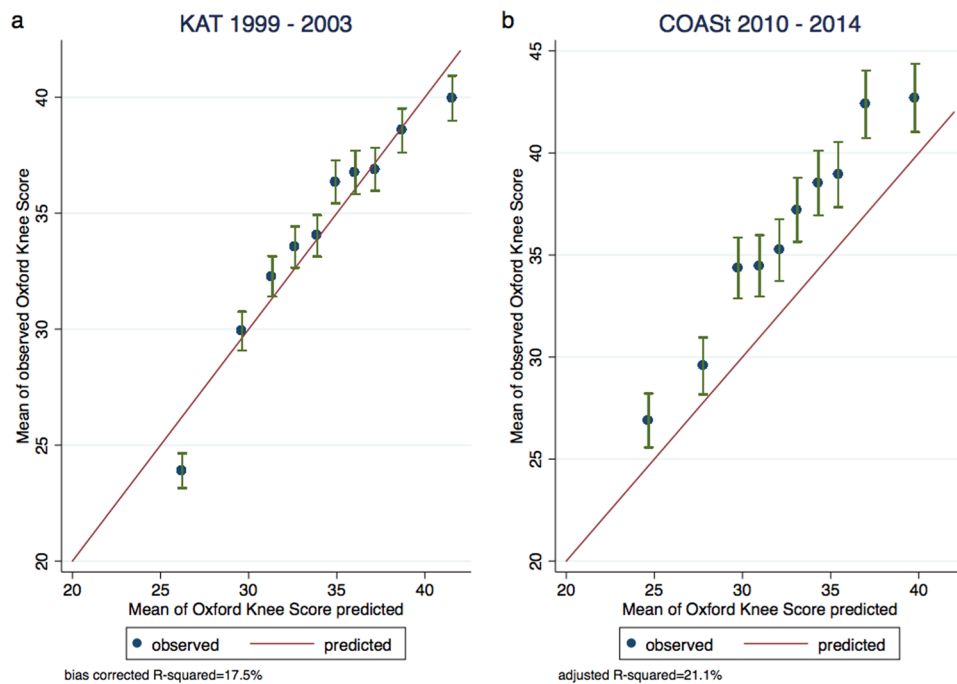 a
KAT 1999 - 2003
Mean of observed Oxford Knee Score
40
35
30
25
20
20 25 30 35 40
Mean of Oxford Knee Score predicted
observed predicted
bias corrected R-squared=17.5%
b
COASt 2010 - 2014
Mean of observed Oxford Knee Score
45
40
35
30
25
20
20 25 30 35 40
Mean of Oxford Knee Score predicted
observed predicted
adjusted R-squared=21.1%